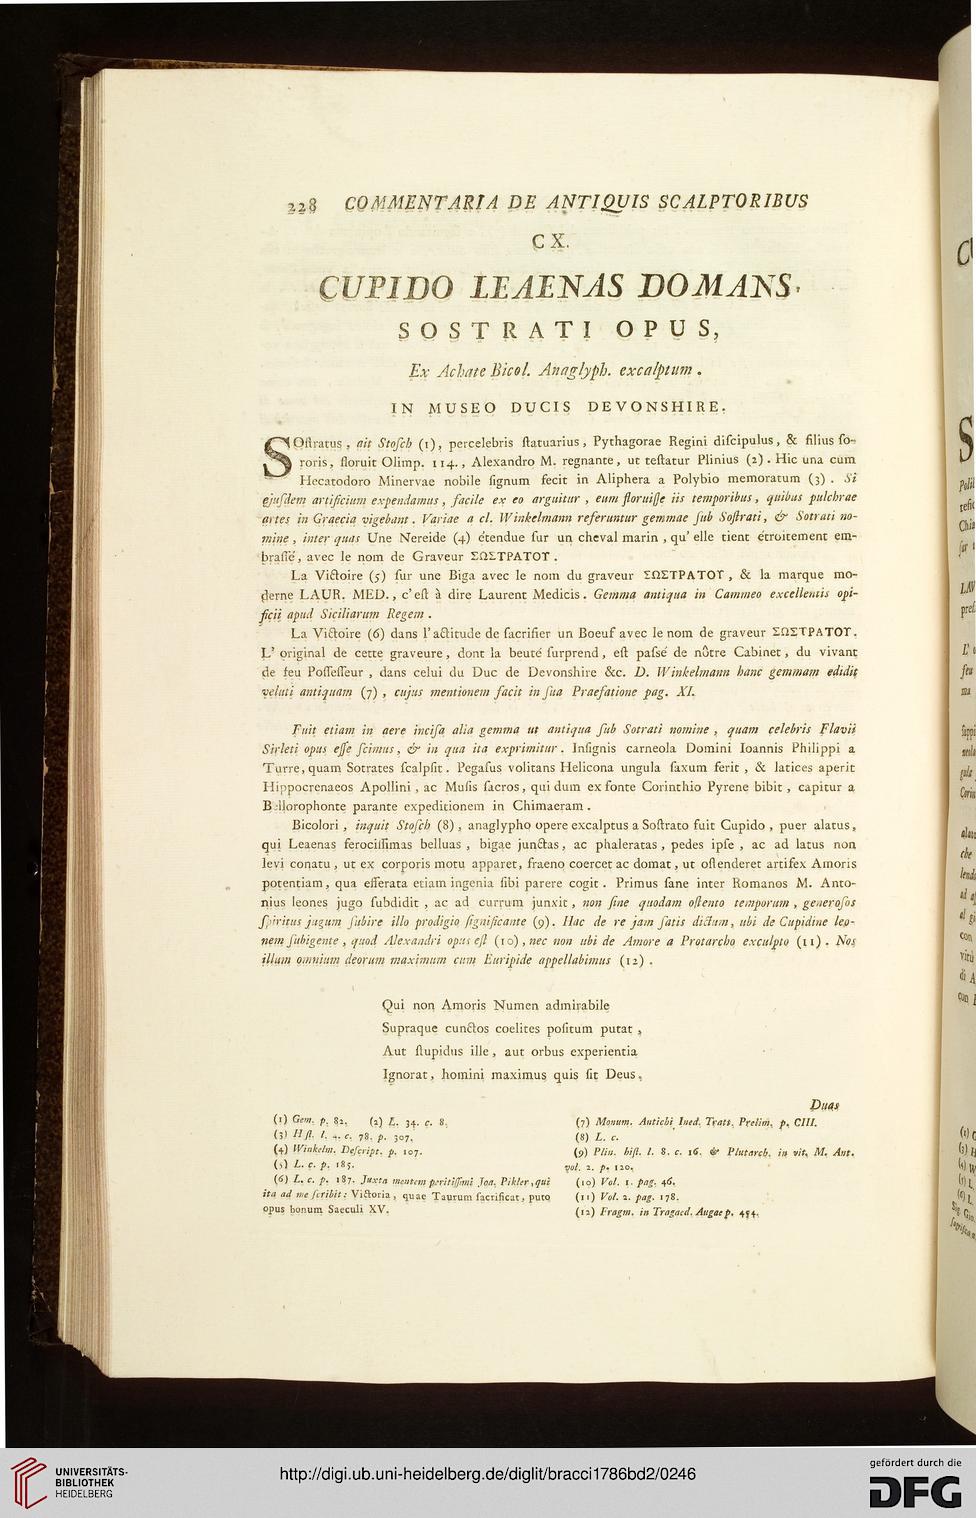 228 COMMENTARIA DE ANTIQUIS SCALPTORIBUS
CX.
CUPIDO LEAENAS DOMANS,
SOSTRATI OPUS,
Ex Achate Bicol. Anaglyph. excalptum .
IN MUSEO DUCIS DEVONSHIRE.
SOſtratus , ait Stoſch (1), percelebris ſtatuarius, Pythagorae Regini diſcipulus, & filius ſo-
roris, floruit Olimp. 114., Alexandro M. regnante, ut teſtatur Plinius (2). Hic una cum
Hecatodoro Minervae nobile ſignum fecit in Aliphera a Polybio memoratum (3) . Si
ejuſdem artificium expendamus , facile ex eo arguitur , eum floruiſſe iis temporibus , quibus pulchrae
artes in Graecia vigebant . Variae a cl. Winkelmann referuntur gemmae ſub Soſtrati, & Sotrati no-
mine , inter quas Une Nereide (4) étendue ſur un cheval marin , qu' elle tient étroitement em-
braſſé, avec le nom de Graveur ΣΩΣΤΡΑΤΟΥ .
La Victoire (5) ſur une Biga avec le nom du graveur ΣΩΣΤΡΑΤΟΥ , & la marque mo-
derne LAUR. MED. , c'eſt à dire Laurent Medicis. Gemma antiqua in Cammeo excellentis opi-
ficii apud Siciliarum Regem .
La Victoire (6) dans l'actitude de ſacrifier un Boeuf avec le nom de graveur ΣΩΣΤΡΑΤΟΥ.
L' original de cette graveure, dont la beuté ſurprend, eſt paſsé de nûtre Cabinet, du vivant
de feu Poſſeſſeur , dans celui du Duc de Devonshire &c. D. Winkelmann hanc gemmam edidit
veluti antiquam (7) , cujus mentionem facit in ſua Praefatione pag. XI.
Fuit etiam in aere inciſa alia gemma ut antiqua ſub Sotrati nomine , quam celebris Flavii
Sirleti opus eſſe ſcimus, & in qua ita exprimitur. Inſignis carneola Domini Ioannis Philippi a
Turre, quam Sotrates ſcalpſit. Pegaſus volitans Helicona ungula ſaxum ferit , & latices aperit
Hippocrenaeos Apollini , ac Muſis ſacros, qui dum ex fonte Corinthio Pyrene bibit , capitur a
Bellorophonte parante expeditionem in Chimaeram .
Bicolori , inquit Stoſch (8) , anaglypho opere excalptus a Soſtrato fuit Cupido , puer alatus,
qui Leaenas ferociſſimas belluas , bigae junctas, ac phaleratas , pedes ipſe , ac ad latus non
levi conatu , ut ex corporis motu apparet, fraeno coercet ac domat, ut oſtenderet artifex Amoris
potentiam, qua efferata etiam ingenia ſibi parere cogit . Primus ſane inter Romanos M. Anto-
nius leones jugo ſubdidit , ac ad currum junxit , non ſine quodam oſtento temporum , generoſos
ſpiritus jugum ſubire illo prodigio ſignificante (9). Hac de re jam ſatis dictum, ubi de Cupidine leo-
nem ſubigente , quod Alexandri opus eſt (10) , nec non ubi de Amore a Protarcho exculpto (11) . Nos
illum omnium deorum maximum cum Euripide appellabimus (12) .
Qui non Amoris Numen admirabile
Supraque cunctos coelites poſitum putat ,
Aut ſtupidus ille , aut orbus experientia
Ignorat, homini maximus quis ſit Deus.
Duas
(1) Gem. p. 82. (2) L. 34. c. 8.
(3) Hiſt. l. 4. c. 78. p. 307.
(4) Winkelm. Deſcript. p. 107.
(5) L. c. p. 185.
(6) L. c. p. 187. Juxta mentem peritiſſimi Joa. Pikler, qui
ita ad me ſcribit: Victoria , quae Taurum ſacrificat, puto
opus bonum Saeculi XV.
(7) Monum. Antichi Ined. Trats. Prelim. p. CIII.
(8) L. c.
(9) Plin. hiſt. l. 8. c. 16. & Plutarch. in vit. M. Ant.
vol. 2. p. 120.
(10) Vol. 1. pag. 46.
(11) Vol. 2. pag. 178.
(12) Fragm. in Tragaed. Augae p. 454.
UNIVERSITÄTS-
BIBLIOTHEK
HEIDELBERG
http://digi.ub.uni-heidelberg.de/diglit/bracci1786bd2/0246
gefördert durch die
DFG